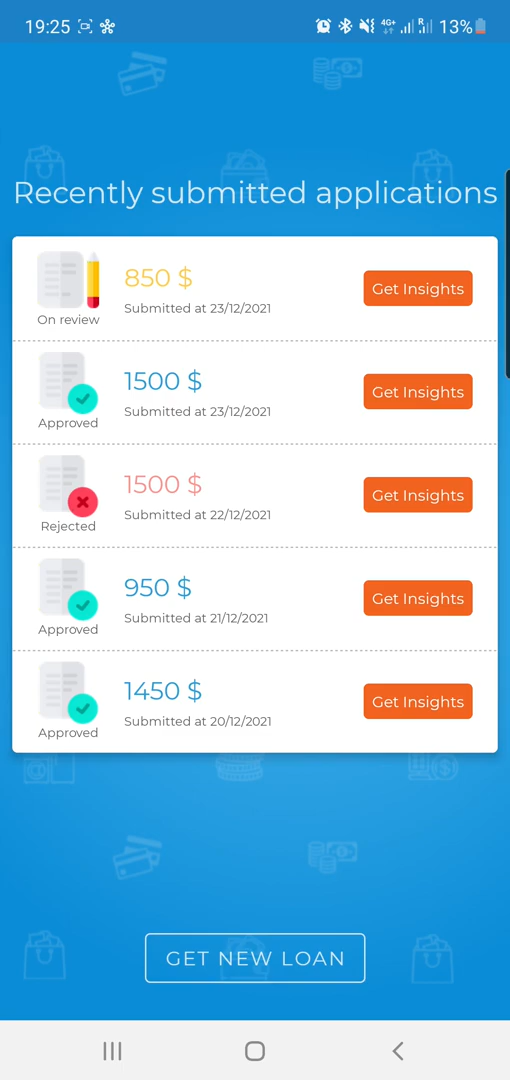 19:25
4G+ R 13%
Recently submitted applications
850 $
Get Insights
Submitted at 23/12/2021
On review
1500 $
Get Insights
Submitted at 23/12/2021
Approved
1500 $
Get Insights
Submitted at 22/12/2021
Rejected
950 $
Get Insights
Submitted at 21/12/2021
Approved
1450 $
Get Insights
Submitted at 20/12/2021
Approved
GET NEW LOAN